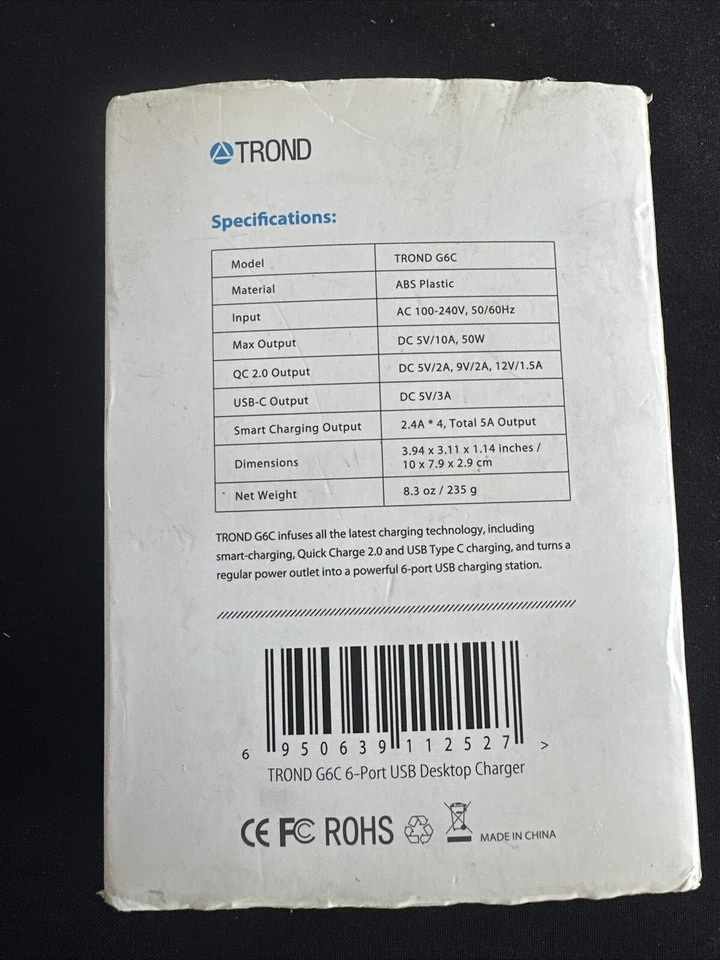 TROND
Specifications:
Model TROND G6C
Material ABS Plastic
Input AC 100-240V, 50/60Hz
Max Output DC 5V/10A, 50W
QC 2.0 Output DC 5V/2A, 9V/2A, 12V/1.5A
USB-C Output DC 5V/3A
Smart Charging Output 2.4A * 4, Total 5A Output
Dimensions 3.94 x 3.11 x 1.14 inches /
10 x 7.9 x 2.9 cm
Net Weight 8.3 oz / 235 g
TROND G6C infuses all the latest charging technology, including
smart-charging, Quick Charge 2.0 and USB Type C charging, and turns a
regular power outlet into a powerful 6-port USB charging station.
6 950639 112527 >
TROND G6C 6-Port USB Desktop Charger
CE FC ROHS MADE IN CHINA